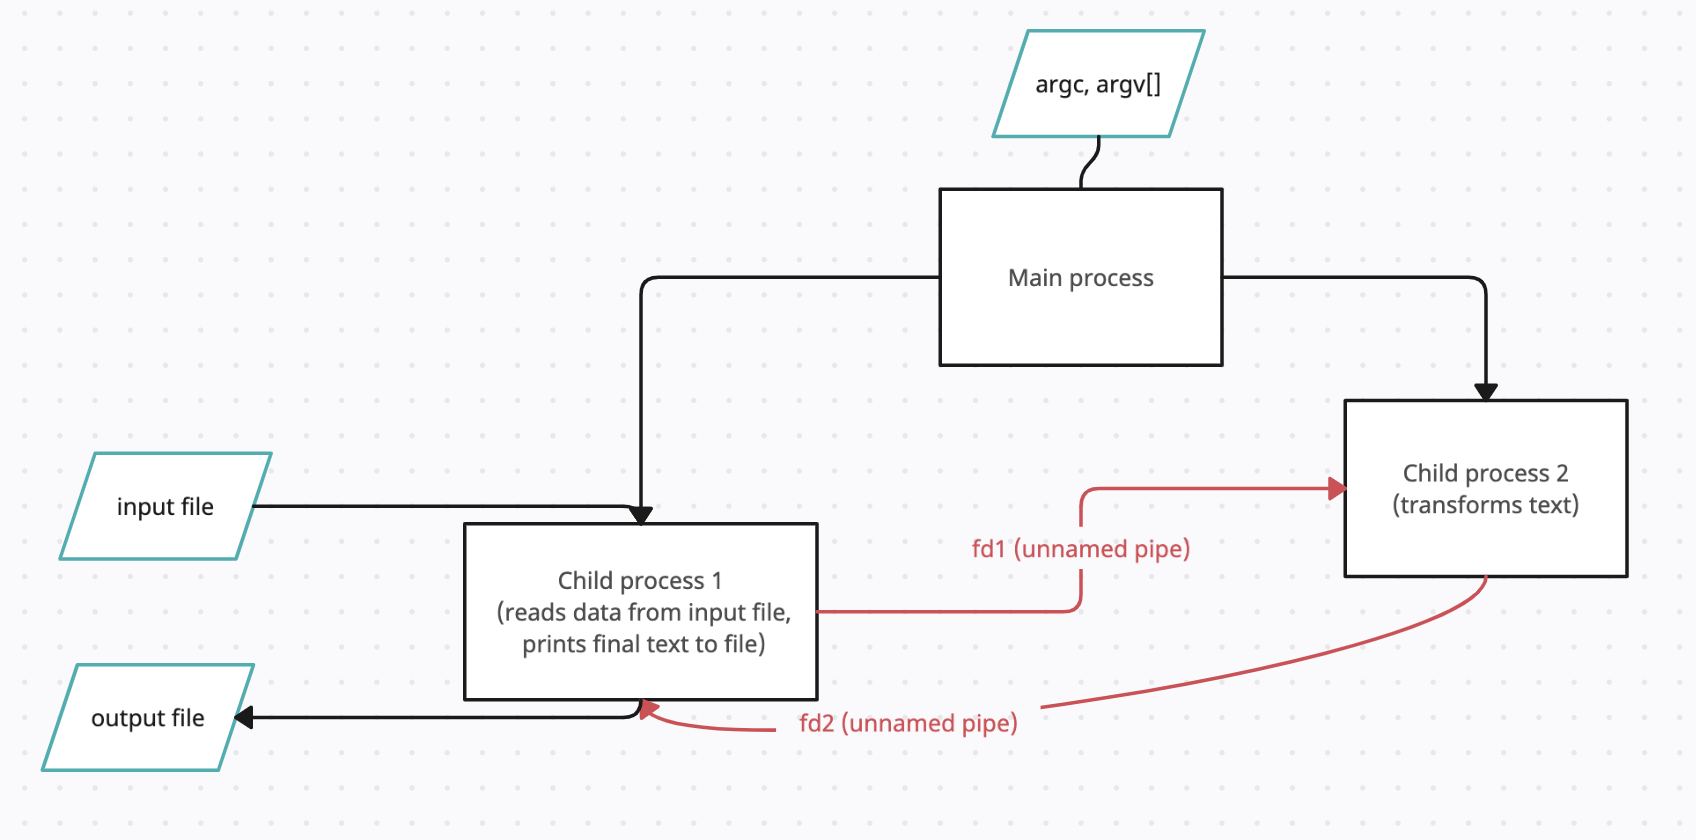 argc, argv[]
Main process
Child process 2
(transforms text)
input file
fd1 (unnamed pipe)
Child process 1
(reads data from input file,
prints final text to file)
output file
fd2 (unnamed pipe)